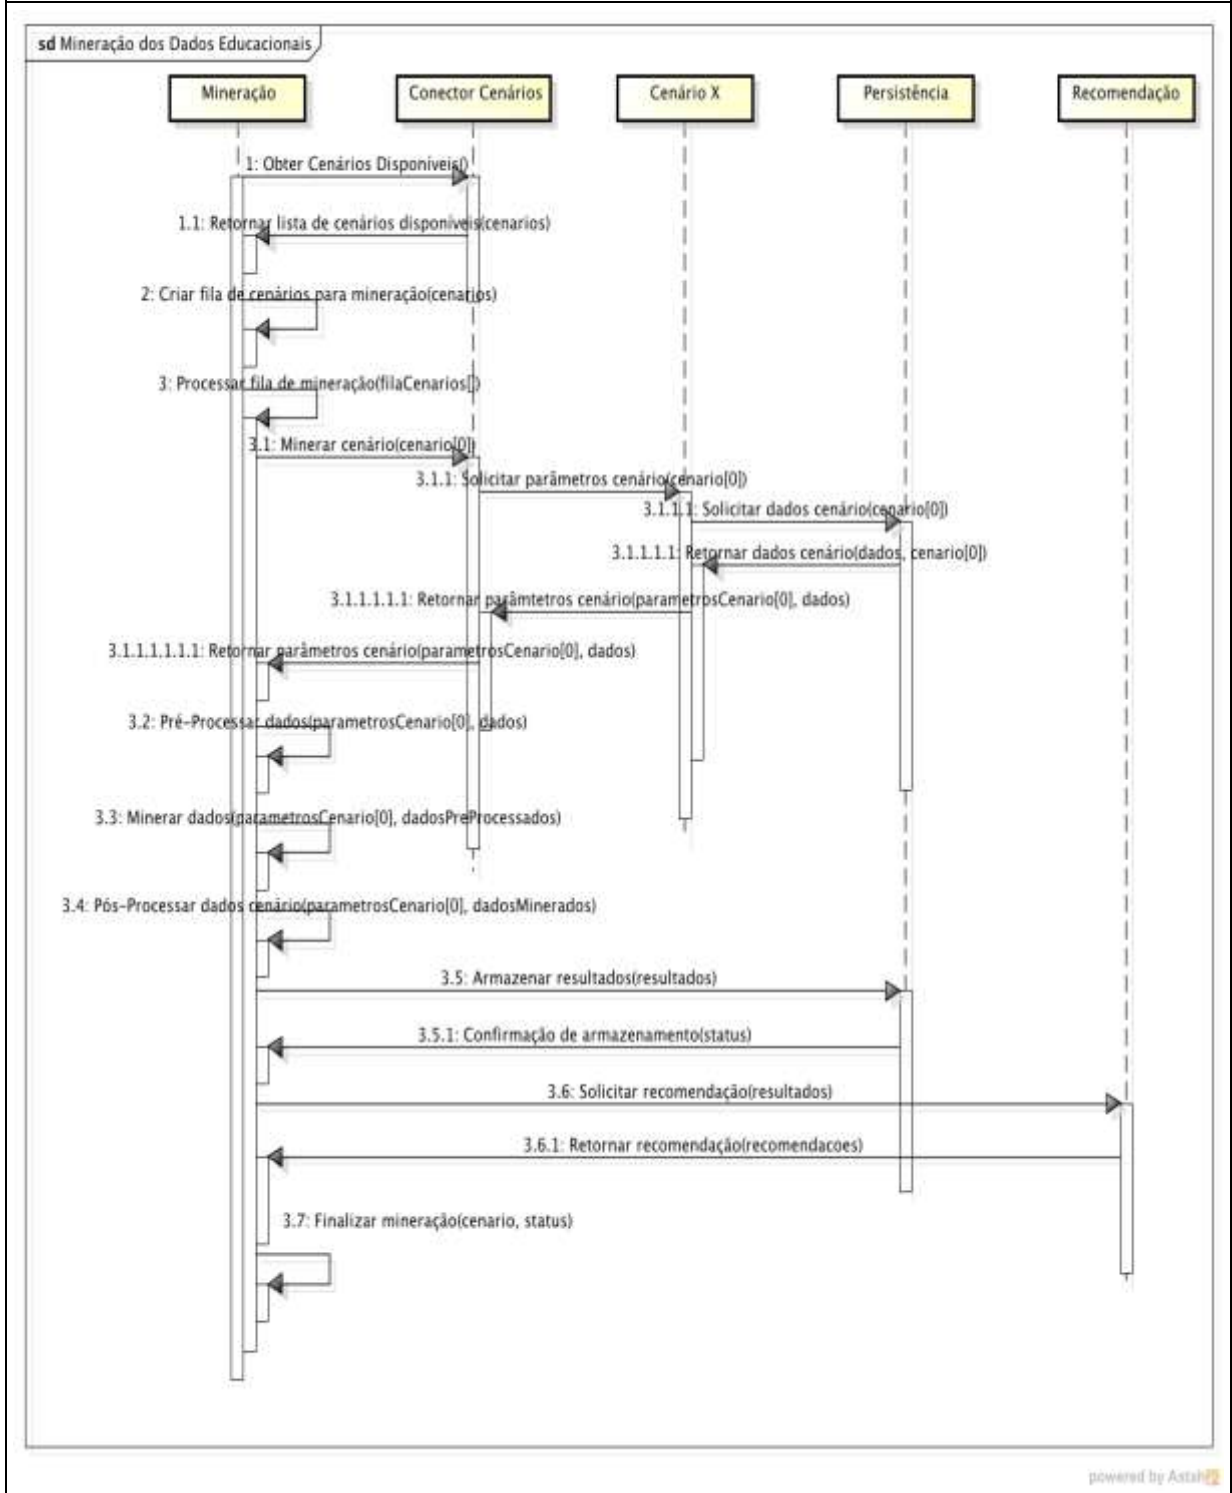 sd Mineração dos Dados Educacionais
Mineração
Conector Cenários
Cenário X
Persistência
Recomendação
1: Obter Cenários Disponíveis()
1.1: Retornar lista de cenários disponíveis(cenarios)
2: Criar fila de cenários para mineração(cenarios)
3: Processar fila de mineração(filaCenarios[])
3.1: Minerar cenário(cenario[0])
3.1.1: Solicitar parâmetros cenário(cenario[0])
3.1.1.1: Solicitar dados cenário(cenario[0])
3.1.1.1.1: Retornar dados cenário(dados, cenario[0])
3.1.1.1.1.1: Retornar parâmtetros cenário(parametrosCenario[0], dados)
3.1.1.1.1.1.1: Retornar parâmetros cenário(parametrosCenario[0], dados)
3.2: Pré-Processar dados(parametrosCenario[0], dados)
3.3: Minerar dados(parametrosCenario[0], dadosPreProcessados)
3.4: Pós-Processar dados cenário(parametrosCenario[0], dadosMinerados)
3.5: Armazenar resultados(resultados)
3.5.1: Confirmação de armazenamento(status)
3.6: Solicitar recomendação(resultados)
3.6.1: Retornar recomendação(recomendacoes)
3.7: Finalizar mineração(cenario, status)
powered by Astah